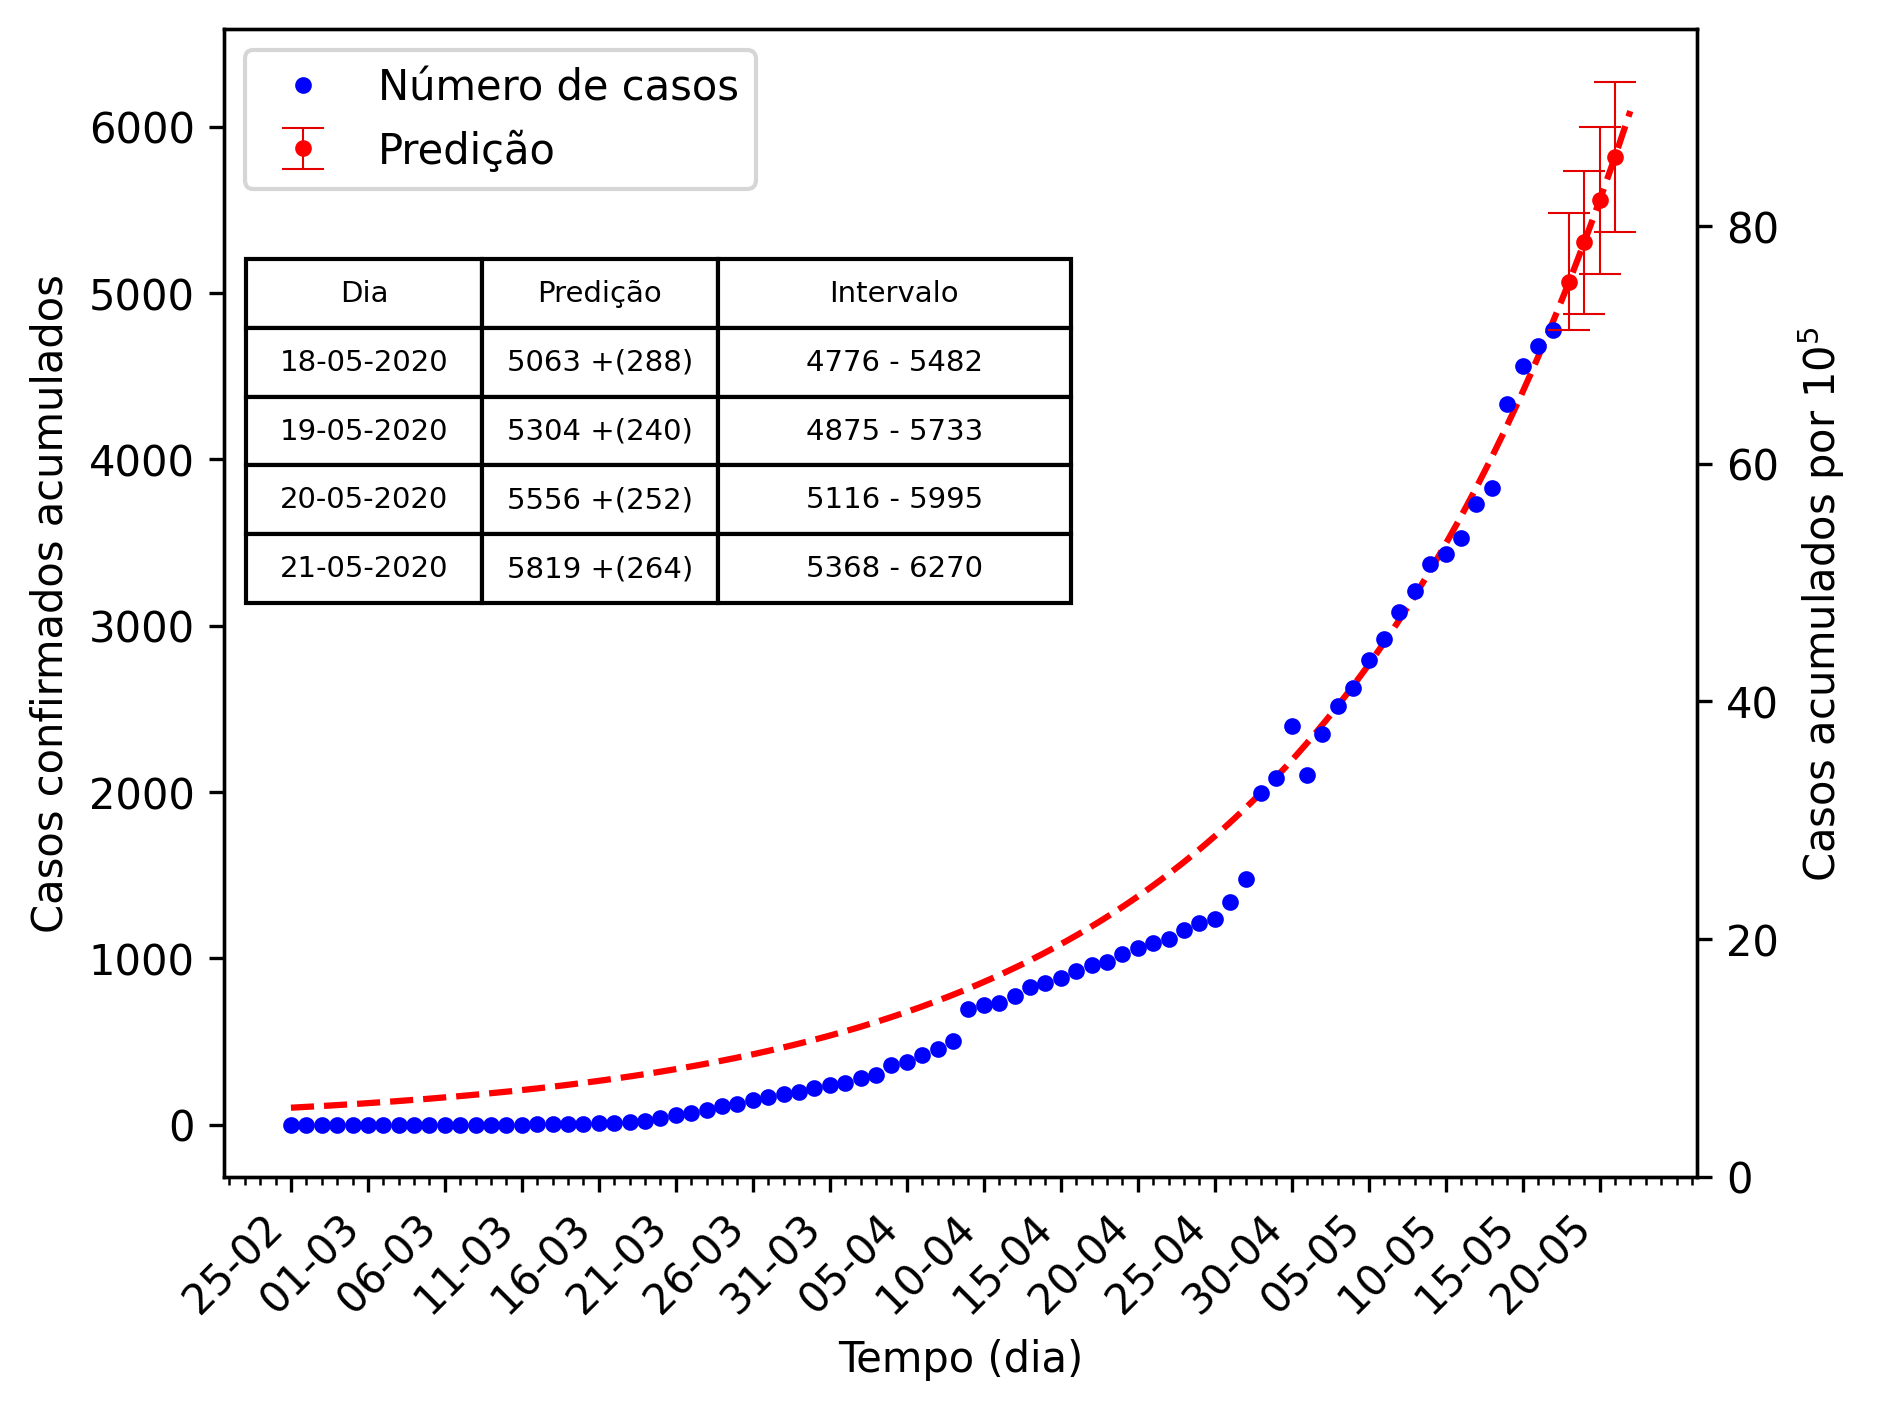 Número de casos
Predição
Dia Predição Intervalo
18-05-2020 5063 +(288) 4776 - 5482
19-05-2020 5304 +(240) 4875 - 5733
20-05-2020 5556 +(252) 5116 - 5995
21-05-2020 5819 +(264) 5368 - 6270
Casos confirmados acumulados
6000
5000
4000
3000
2000
1000
0
Casos acumulados por 10⁵
80
60
40
20
0
25-02 01-03 06-03 11-03 16-03 21-03 26-03 31-03 05-04 10-04 15-04 20-04 25-04 30-04 05-05 10-05 15-05 20-05
Tempo (dia)